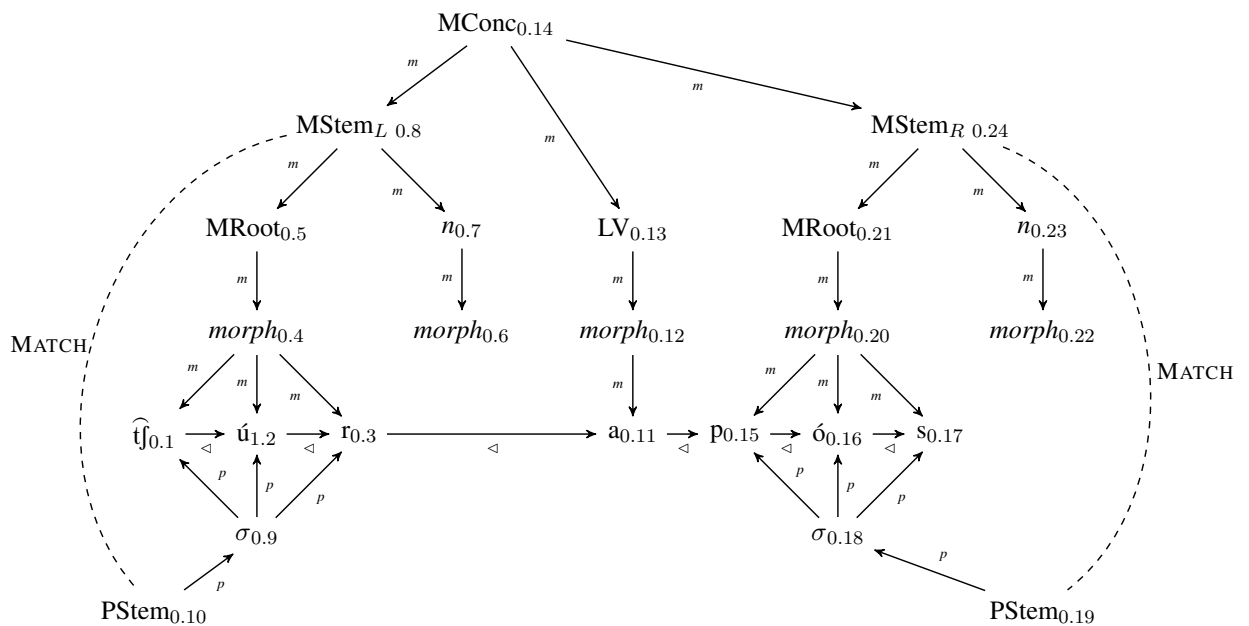 MConc0.14
m
m
m
MStemL 0.8
MStemR 0.24
m
m
m
m
MRoot0.5
n0.7
LV0.13
MRoot0.21
n0.23
m
m
m
m
m
morph0.4
morph0.6
morph0.12
morph0.20
morph0.22
MATCH
MATCH
m
m
m
m
m
m
m
t͡ʃ0.1
◁
ú1.2
◁
r0.3
◁
a0.11
◁
p0.15
◁
ó0.16
◁
s0.17
p
p
p
p
p
p
σ0.9
σ0.18
p
p
PStem0.10
PStem0.19